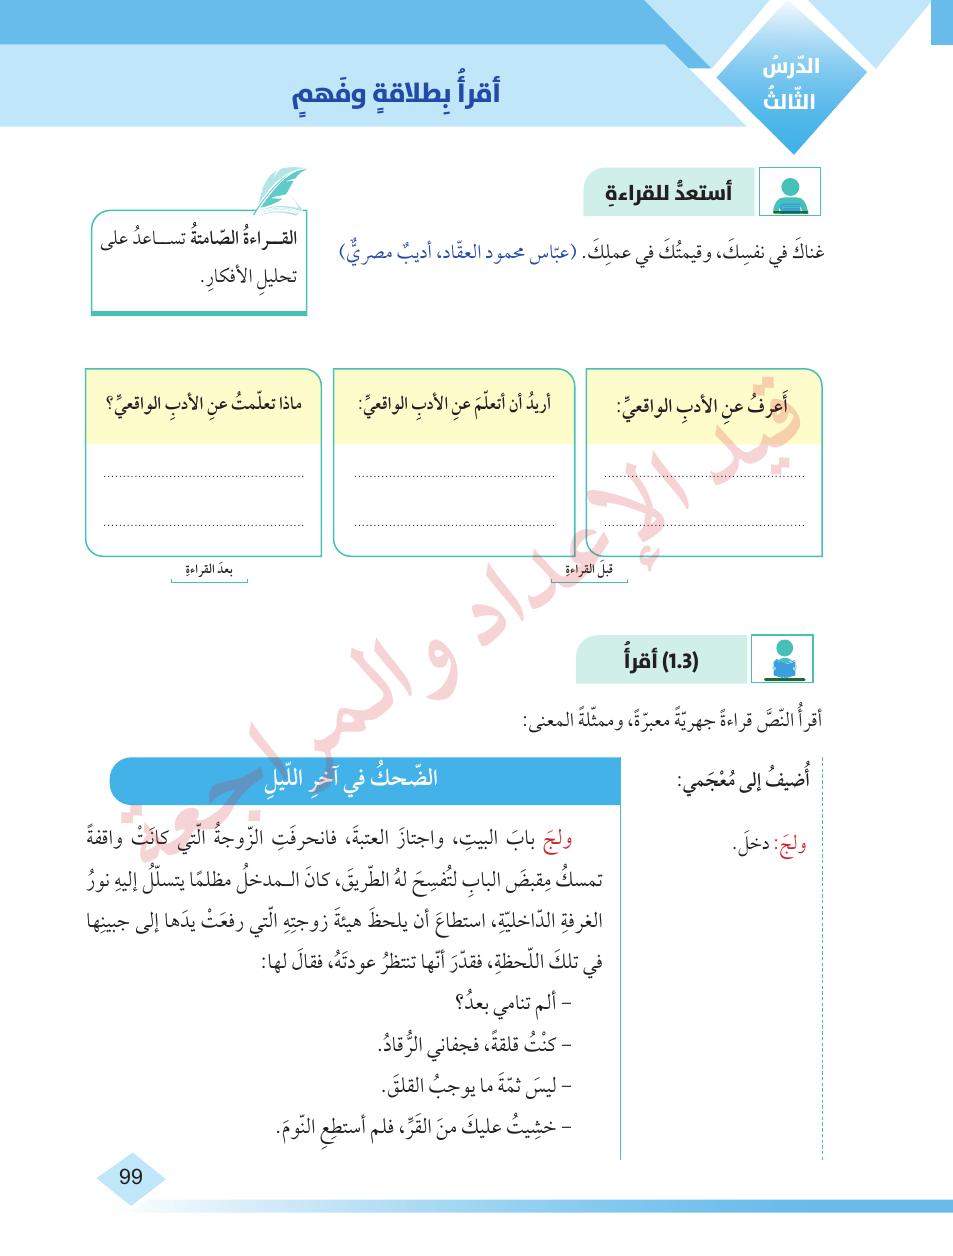 الدّرسُ
الثّالثُ
أقرأُ بِطلاقةٍ وفَهمٍ
أستعدُّ للقراءةِ
غناكَ في نفسِكَ، وقيمتُكَ في عملِكَ. (عبّاس محمود العقّاد، أديبٌ مصريٌّ)
القــراءةُ الصّامتةُ تســاعدُ على
تحليلِ الأفكارِ.
أَعرفُ عنِ الأدبِ الواقعيِّ:
أريدُ أن أتعلّمَ عنِ الأدبِ الواقعيِّ:
ماذا تعلّمتُ عنِ الأدبِ الواقعيِّ؟
قبلَ القراءةِ
بعدَ القراءةِ
(1.3) أقرأُ
أقرأُ النّصَّ قراءةً جهريّةً معبرّةً، وممثّلةً المعنى:
أُضيفُ إلى مُعْجَمي:
ولجَ: دخلَ.
الضّحكُ في آخرِ اللّيلِ
ولجَ بابَ البيتِ، واجتازَ العتبةَ، فانحرفَتِ الزّوجةُ الّتي كانَتْ واقفةً
تمسكُ مِقبضَ البابِ لتُفسِحَ لهُ الطّريقَ، كانَ الـمدخلُ مظلمًا يتسلّلُ إليهِ نورُ
الغرفةِ الدّاخليّةِ، استطاعَ أن يلحظَ هيئةَ زوجتِهِ الّتي رفعَتْ يدَها إلى جبينِها
في تلكَ اللّحظةِ، فقدّرَ أنّها تنتظرُ عودتَهُ، فقالَ لها:
– ألم تنامي بعدُ؟
– كنْتُ قلقةً، فجفاني الرُّقادُ.
– ليسَ ثمّةَ ما يوجبُ القلقَ.
– خشِيتُ عليكَ منَ القَرِّ، فلم أستطِعِ النّومَ.
99
قيد الإعداد والمراجعة